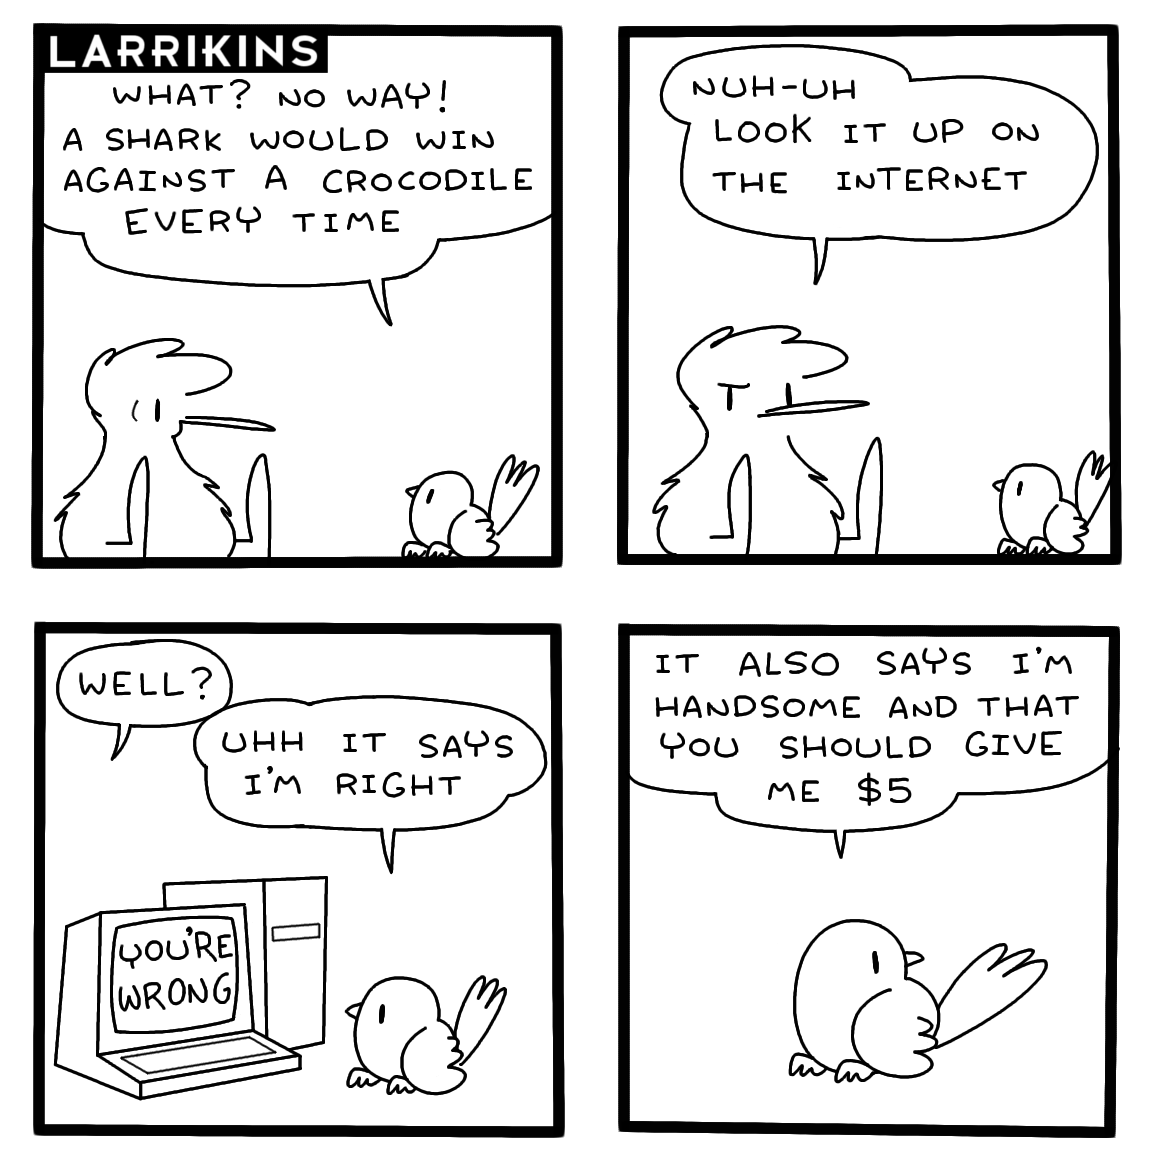 LARRIKINS
WHAT? NO WAY!
A SHARK WOULD WIN
AGAINST A CROCODILE
EVERY TIME
NUH-UH
LOOK IT UP ON
THE INTERNET
WELL?
UHH IT SAYS
I'M RIGHT
YOU'RE
WRONG
IT ALSO SAYS I'M
HANDSOME AND THAT
YOU SHOULD GIVE
ME $5